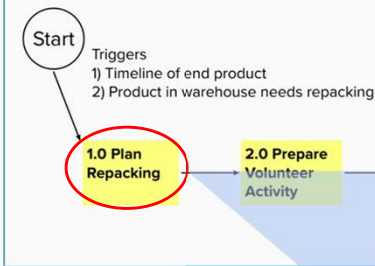 Start
Triggers
1) Timeline of end product
2) Product in warehouse needs repacking
1.0 Plan
Repacking
2.0 Prepare
Volunteer
Activity